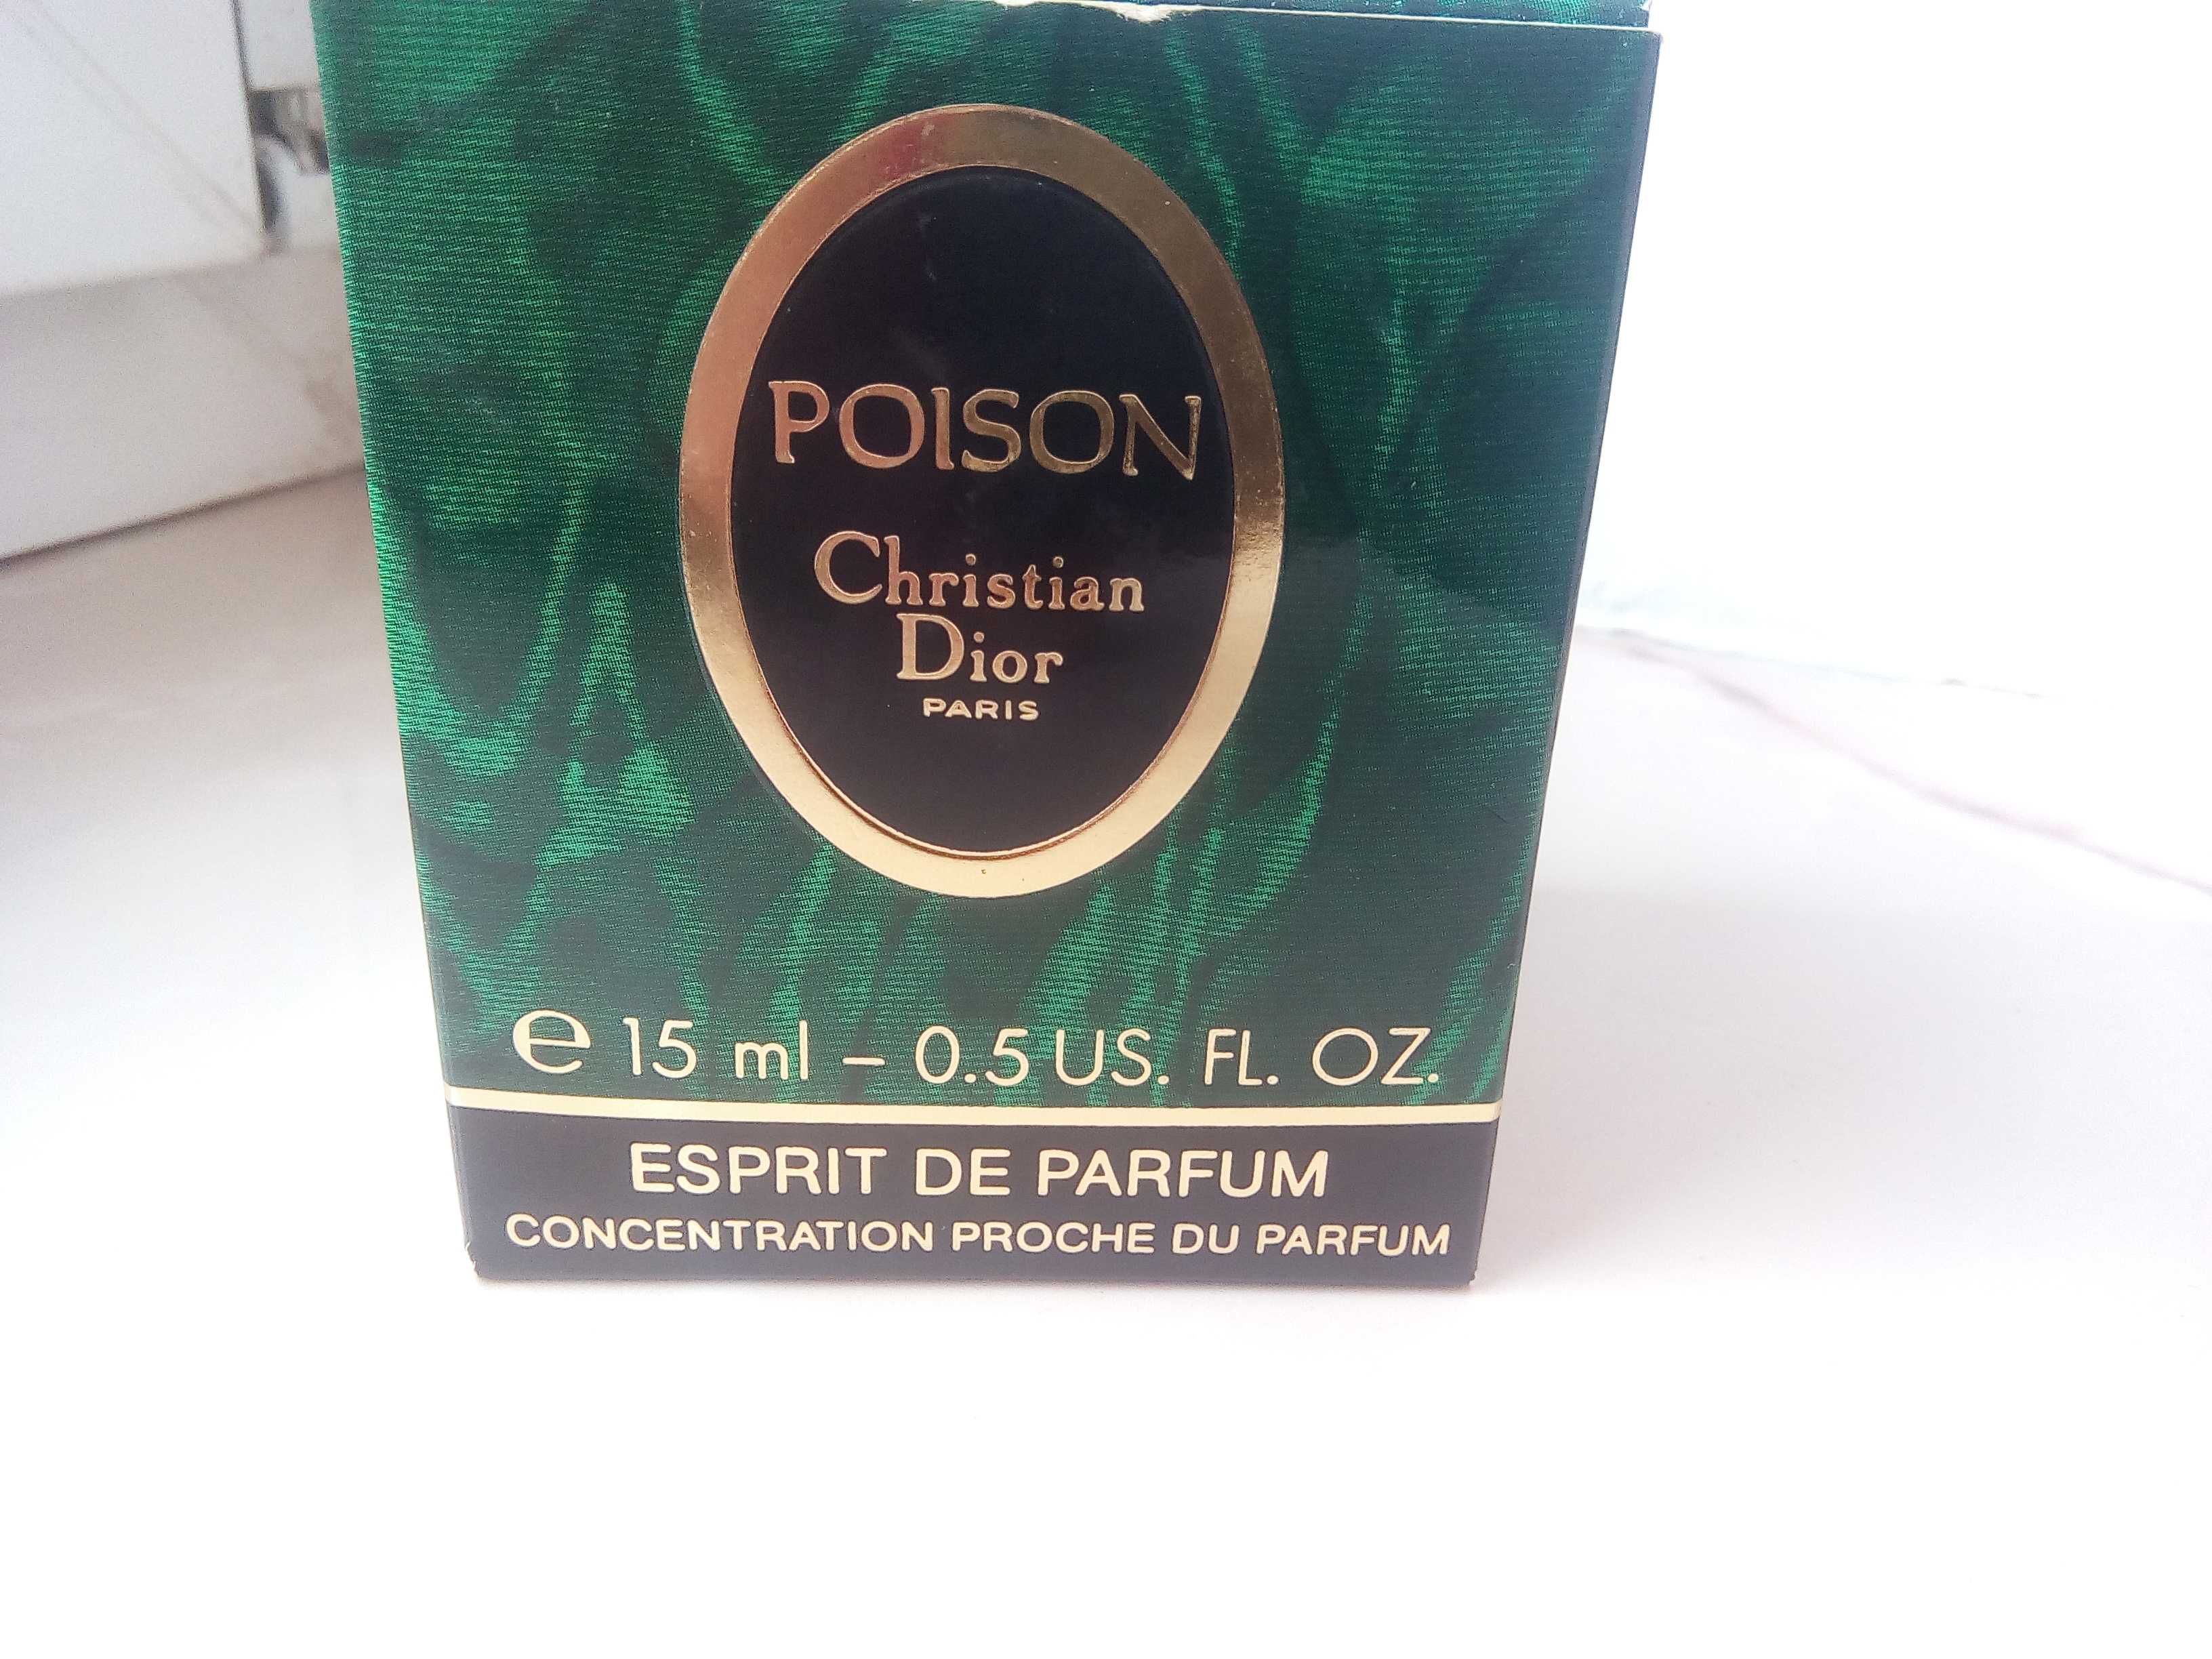 POISON
Christian
Dior
PARIS
℮ 15 ml – 0.5 US. FL. OZ.
ESPRIT DE PARFUM
CONCENTRATION PROCHE DU PARFUM